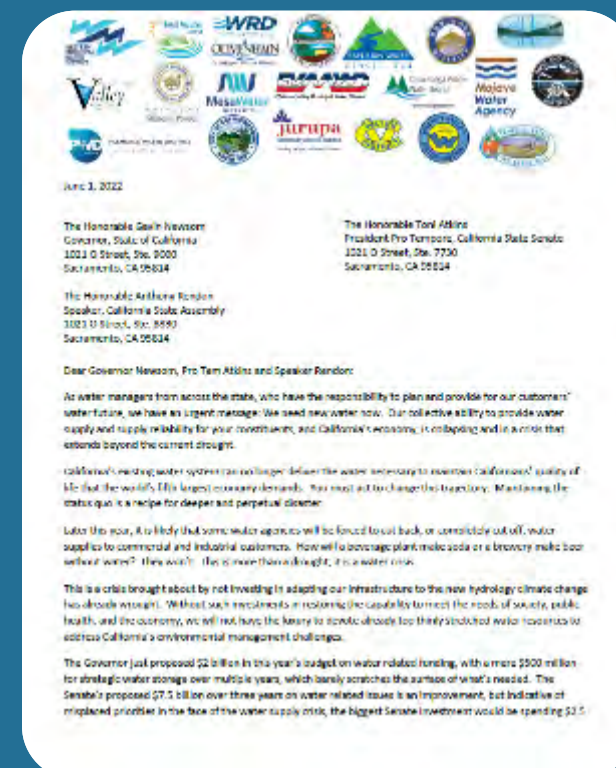 WRD
OLIVENHAIN
Valley
MesaWater
EVMWD
Mojave
Water
Agency
PWD
jurupa
June 1, 2022
The Honorable Gavin Newsom
Governor, State of California
1021 O Street, Ste. 9000
Sacramento, CA 95814
The Honorable Toni Atkins
President Pro Tempore, California State Senate
1021 O Street, Ste. 7730
Sacramento, CA 95814
The Honorable Anthony Rendon
Speaker, California State Assembly
1021 O Street, Ste.
Sacramento, CA 95814
Dear Governor Newsom, Pro Tem Atkins and Speaker Rendon:
As water managers from across the state, who have the responsibility to plan and provide for our customers'
water future, we have an urgent message: We need new water now. Our collective ability to provide water
supply and supply reliability for your constituents, and California's economy, is collapsing and in a crisis that
extends beyond the current drought.
California's existing water system can no longer deliver the water necessary to maintain Californians' quality of
life that the world's fifth largest economy demands. You must act to change this trajectory. Maintaining the
status quo is a recipe for deeper and perpetual disaster.
Later this year, it is likely that some water agencies will be forced to cut back, or completely cut off, water
supplies to commercial and industrial customers. How will a beverage plant make soda or a brewery make beer
without water? They won't. This is more than a drought, it is a water crisis.
This is a crisis brought about by not investing in adapting our infrastructure to the new hydrology climate change
has already wrought. Without such investments in restoring the capability to meet the needs of society, public
health, and the economy, we will not have the luxury to devote already too thinly stretched water resources to
address California's environmental management challenges.
The Governor just proposed $2 billion in this year's budget on water related funding, with a mere $500 million
for strategic water storage over multiple years, which barely scratches the surface of what's needed. The
Senate's proposed $7.5 billion over three years on water related issues is an improvement, but indicative of
misplaced priorities in the face of the water supply crisis, the biggest Senate investment would be spending $2.5